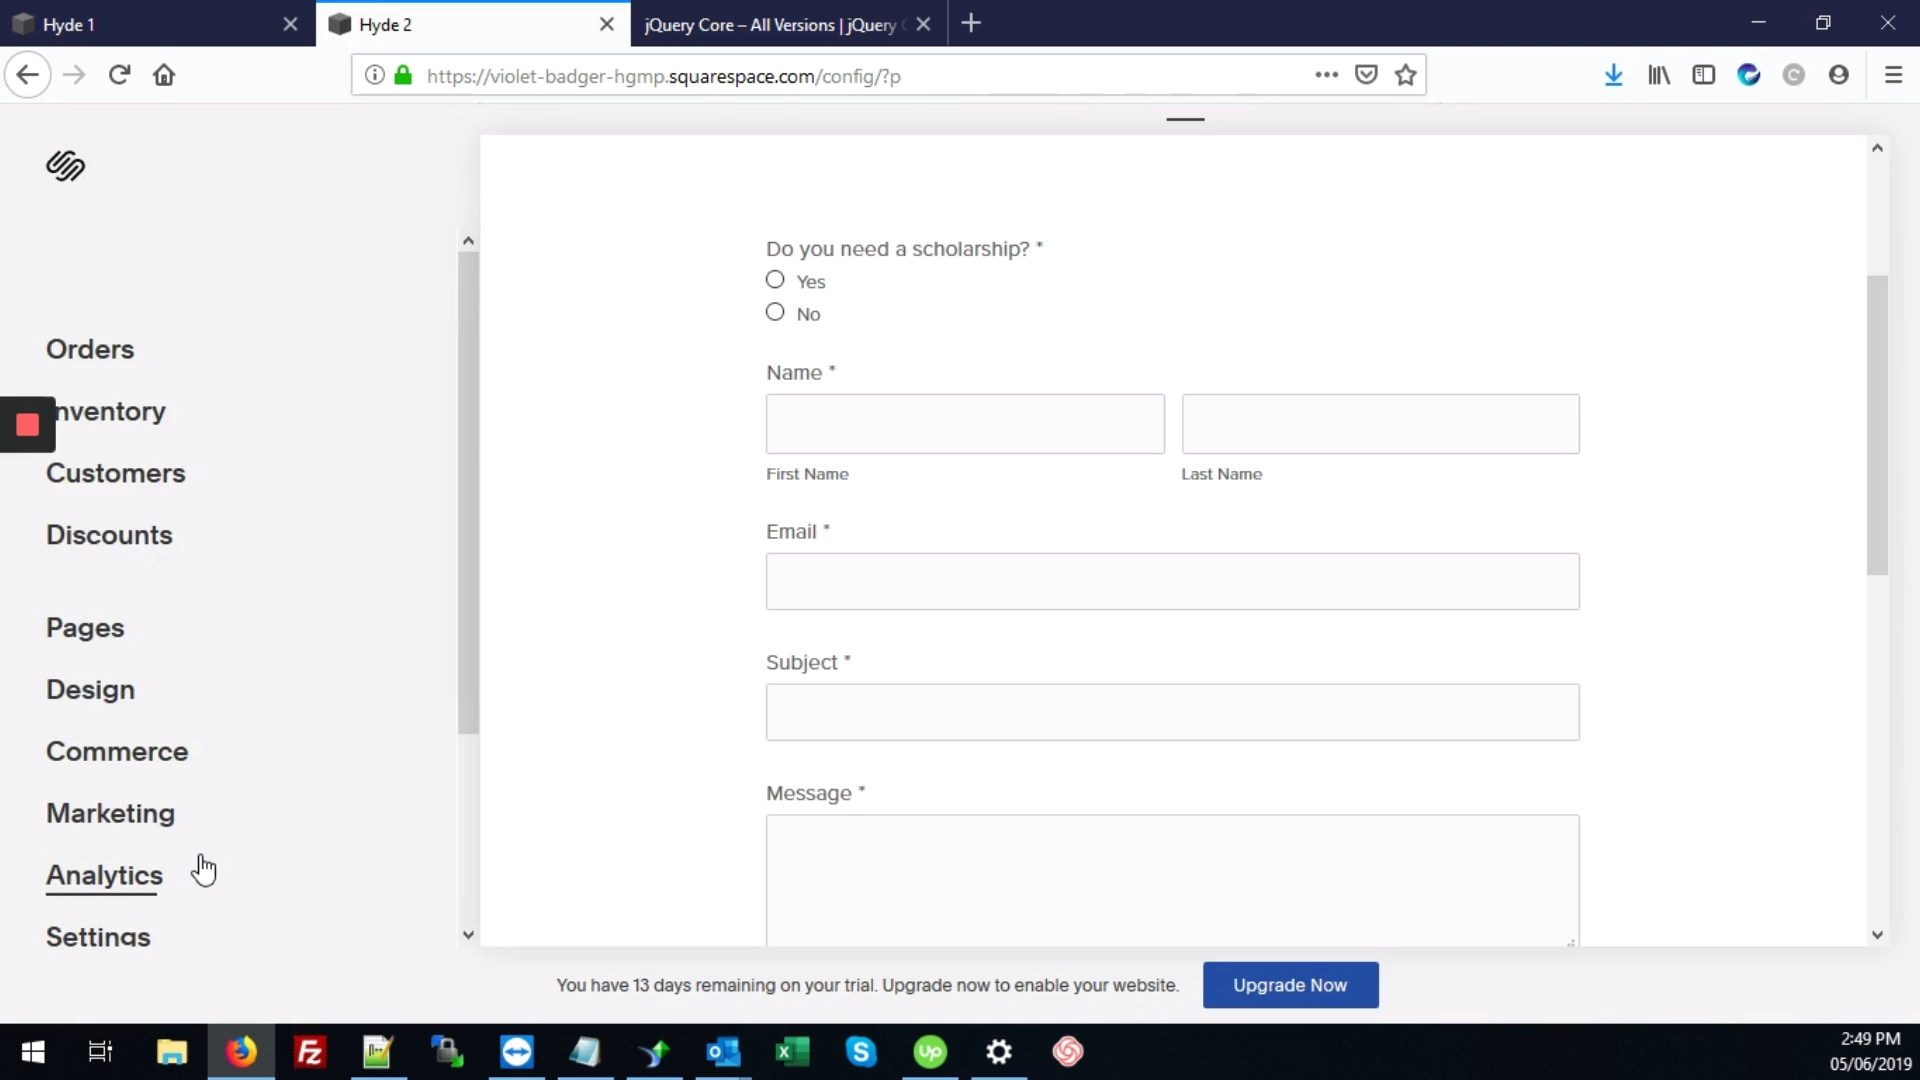 Hyde 1
Hyde 2
jQuery Core – All Versions | jQuery
https://violet-badger-hgmp.squarespace.com/config/?p
Orders
nventory
Customers
Discounts
Pages
Design
Commerce
Marketing
Analytics
Settings
Do you need a scholarship? *
Yes
No
Name *
First Name
Last Name
Email *
Subject *
Message *
You have 13 days remaining on your trial. Upgrade now to enable your website.
Upgrade Now
2:49 PM
05/06/2019